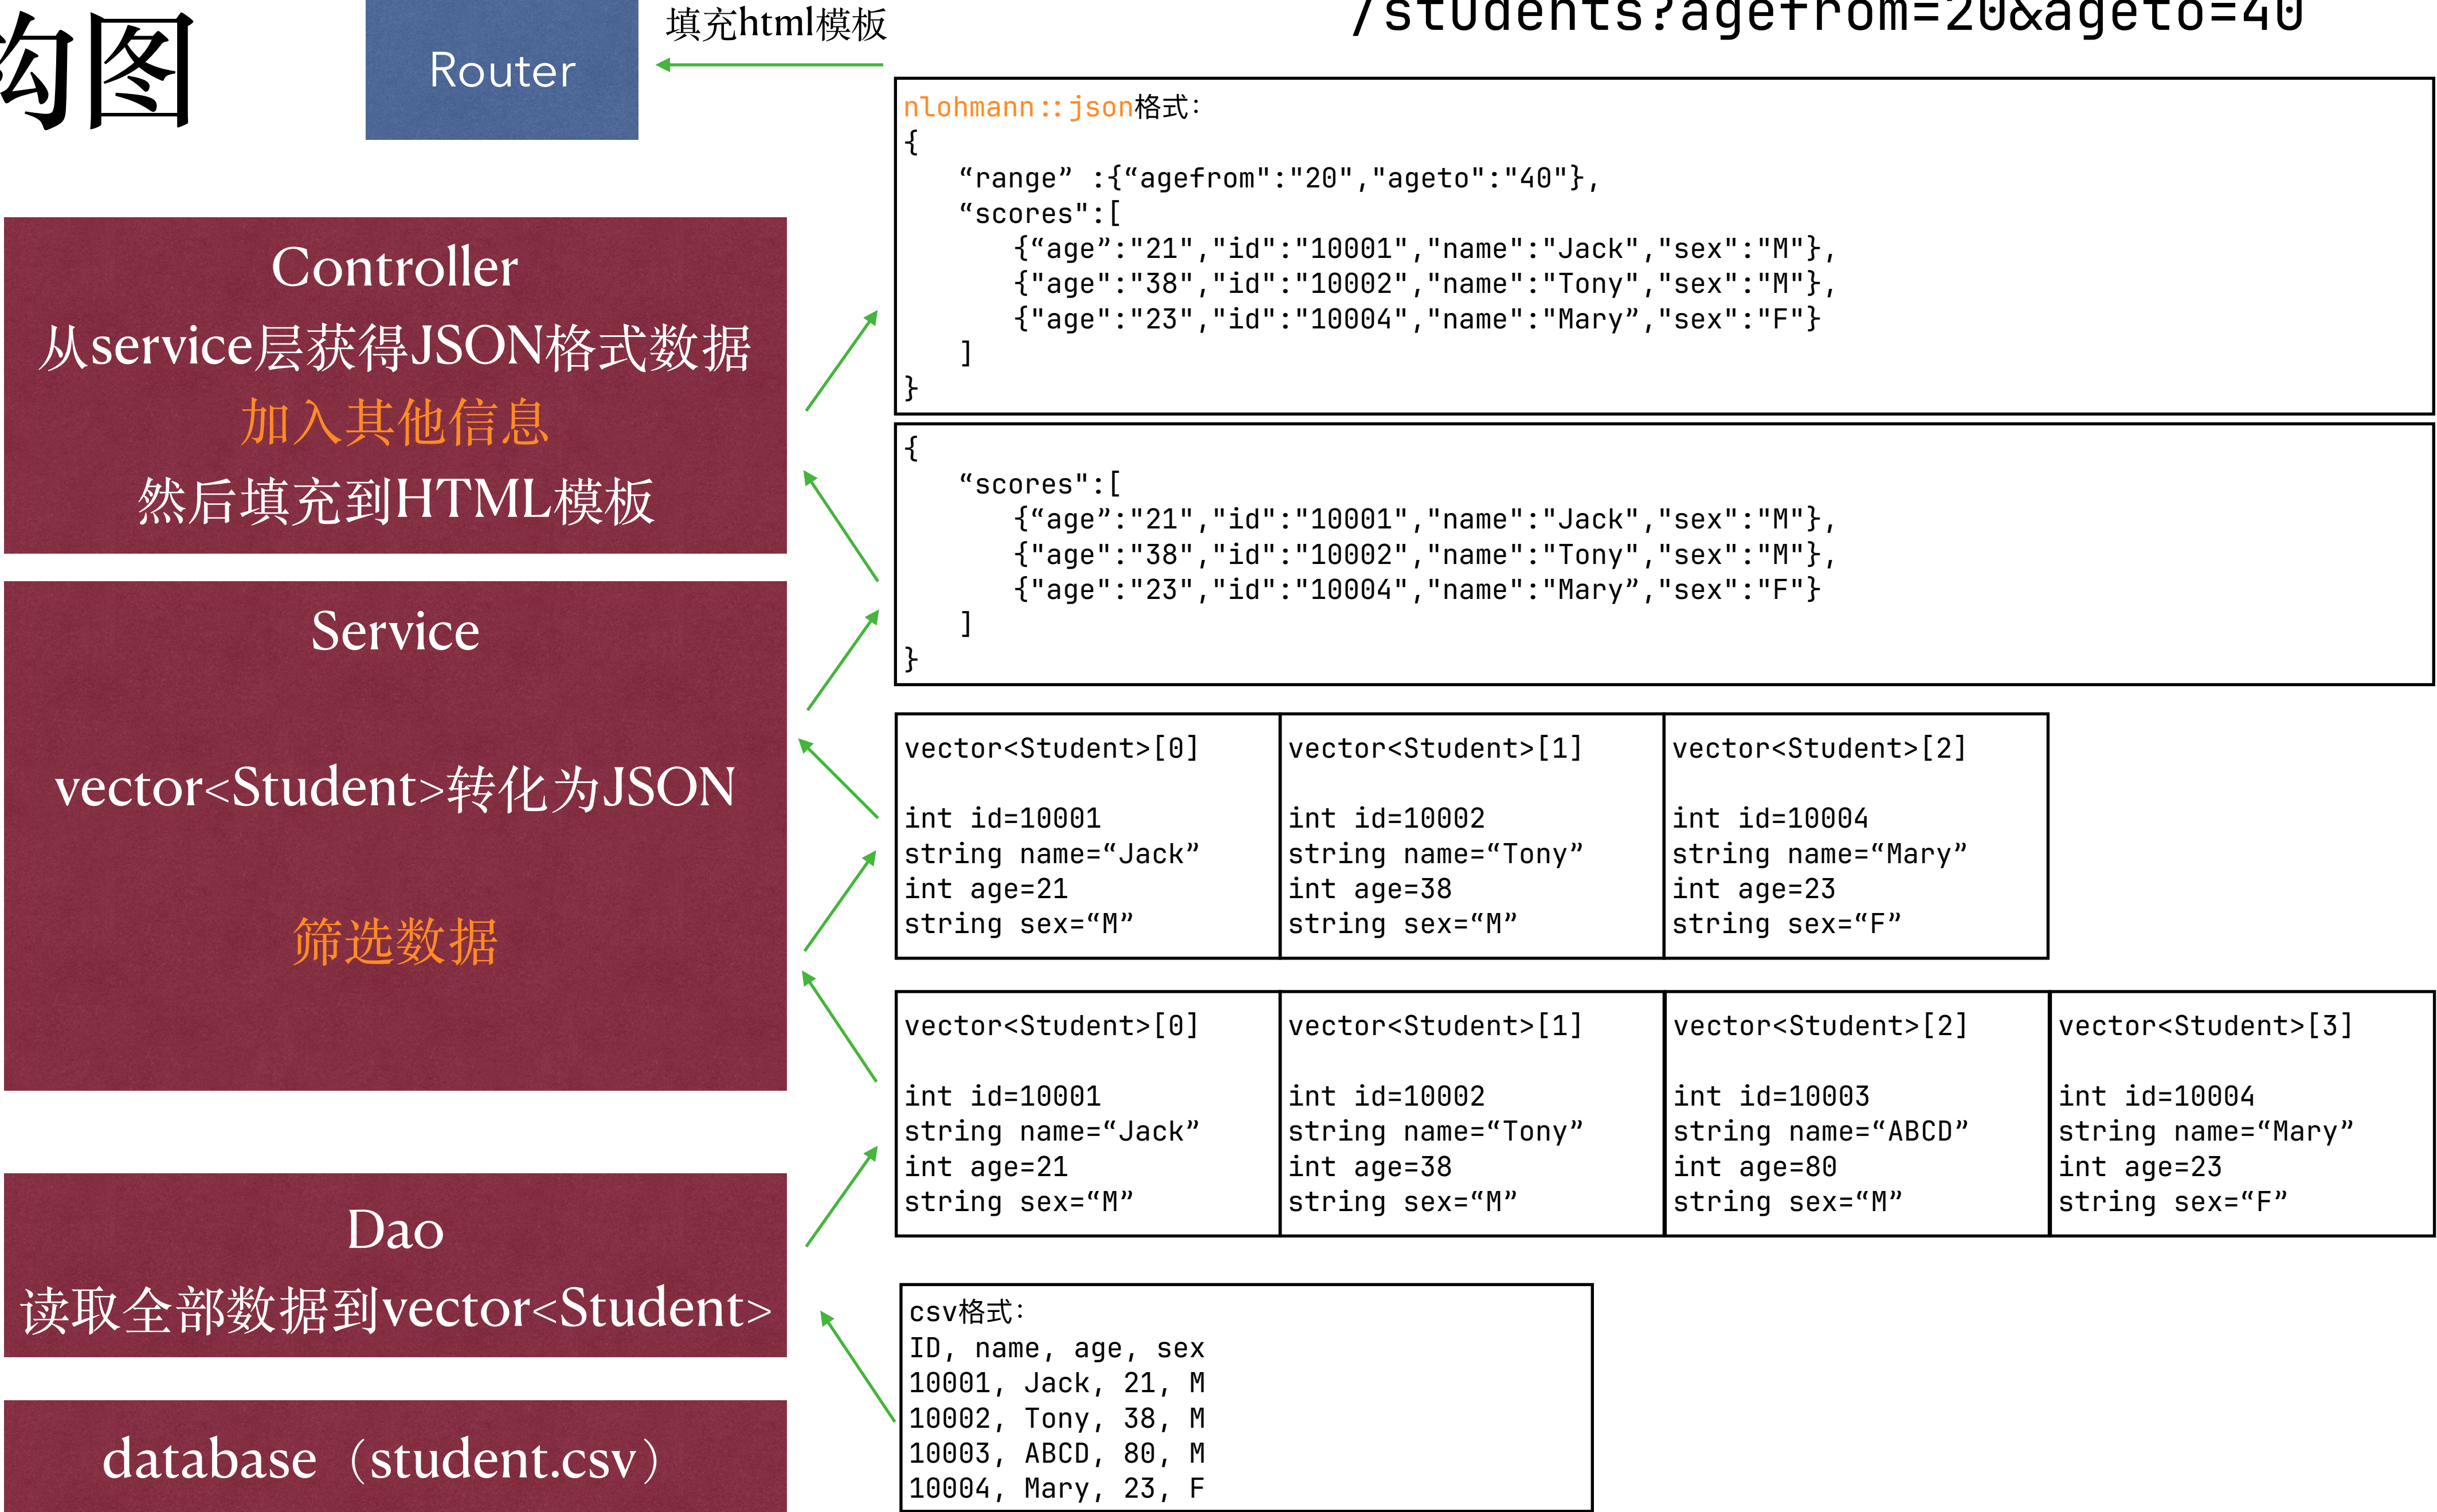 构图
Router
填充html模板
/students?agefrom=20&ageto=40
Controller
从service层获得JSON格式数据
加入其他信息
然后填充到HTML模板
Service
vector<Student>转化为JSON
筛选数据
Dao
读取全部数据到vector<Student>
database（student.csv）
nlohmann::json格式：
{
“range” :{“agefrom":"20","ageto":"40"},
“scores":[
{“age”:"21","id":"10001","name":"Jack","sex":"M"},
{"age":"38","id":"10002","name":"Tony","sex":"M"},
{"age":"23","id":"10004","name":"Mary”,"sex":"F"}
]
}
{
“scores":[
{“age”:"21","id":"10001","name":"Jack","sex":"M"},
{"age":"38","id":"10002","name":"Tony","sex":"M"},
{"age":"23","id":"10004","name":"Mary”,"sex":"F"}
]
}
vector<Student>[0]
int id=10001
string name=“Jack”
int age=21
string sex=“M”
vector<Student>[1]
int id=10002
string name=“Tony”
int age=38
string sex=“M”
vector<Student>[2]
int id=10004
string name=“Mary”
int age=23
string sex=“F”
vector<Student>[0]
int id=10001
string name=“Jack”
int age=21
string sex=“M”
vector<Student>[1]
int id=10002
string name=“Tony”
int age=38
string sex=“M”
vector<Student>[2]
int id=10003
string name=“ABCD”
int age=80
string sex=“M”
vector<Student>[3]
int id=10004
string name=“Mary”
int age=23
string sex=“F”
csv格式：
ID, name, age, sex
10001, Jack, 21, M
10002, Tony, 38, M
10003, ABCD, 80, M
10004, Mary, 23, F